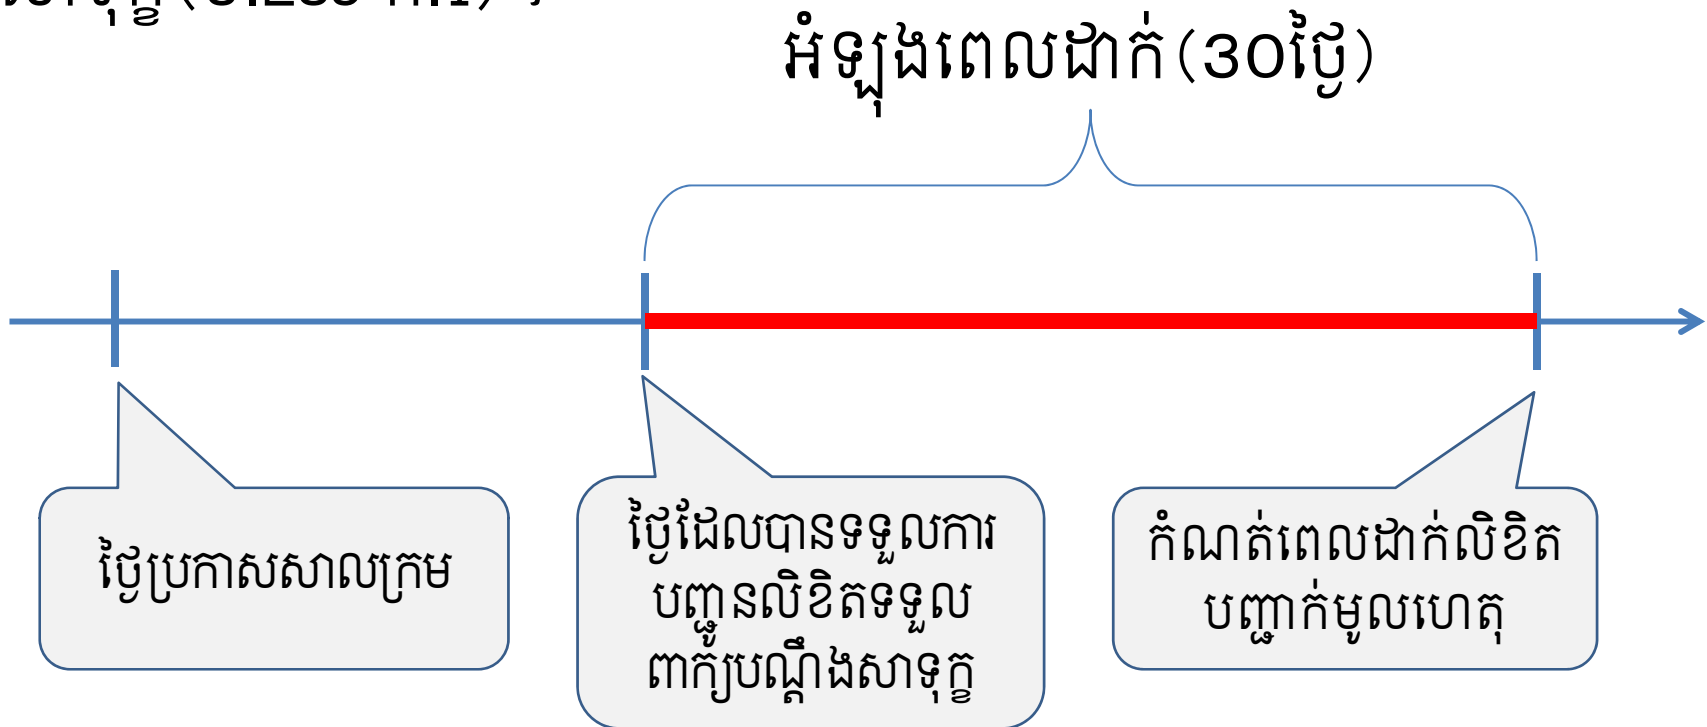 អំឡុងពេលដាក់(30ថ្ងៃ)
ថ្ងៃប្រកាសសាលក្រម
ថ្ងៃដែលបានទទួលការ
បញ្ជូនលិខិតទទួល
ពាក្យបណ្ដឹងសាទុក្ខ
កំណត់ពេលដាក់លិខិត
បញ្ជាក់មូលហេតុ